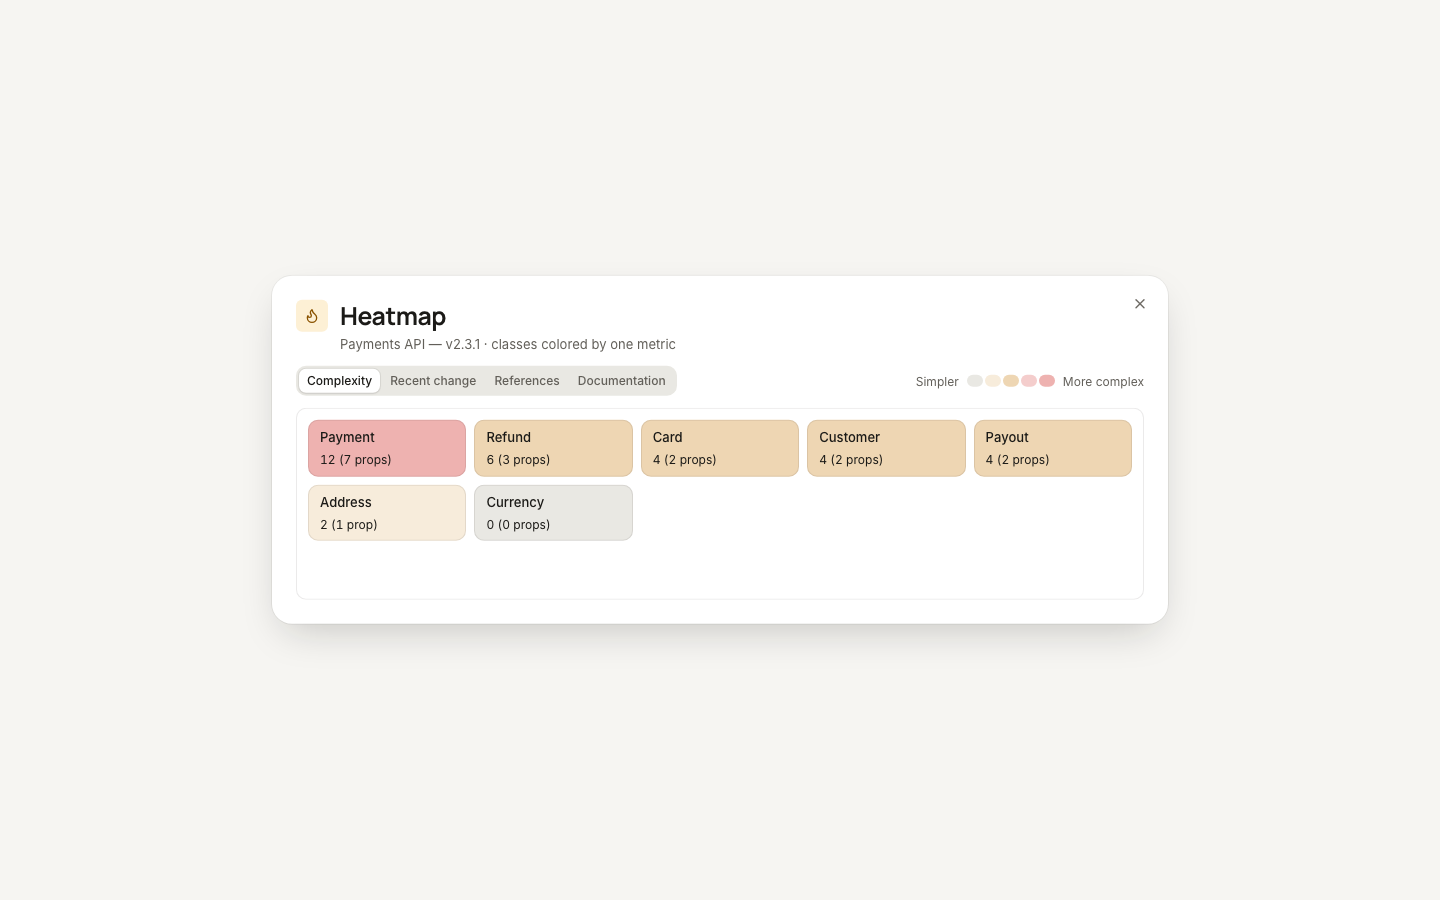 Heatmap
Payments API — v2.3.1 · classes colored by one metric
Complexity Recent change References Documentation
Simpler More complex
Payment
12 (7 props)
Refund
6 (3 props)
Card
4 (2 props)
Customer
4 (2 props)
Payout
4 (2 props)
Address
2 (1 prop)
Currency
0 (0 props)